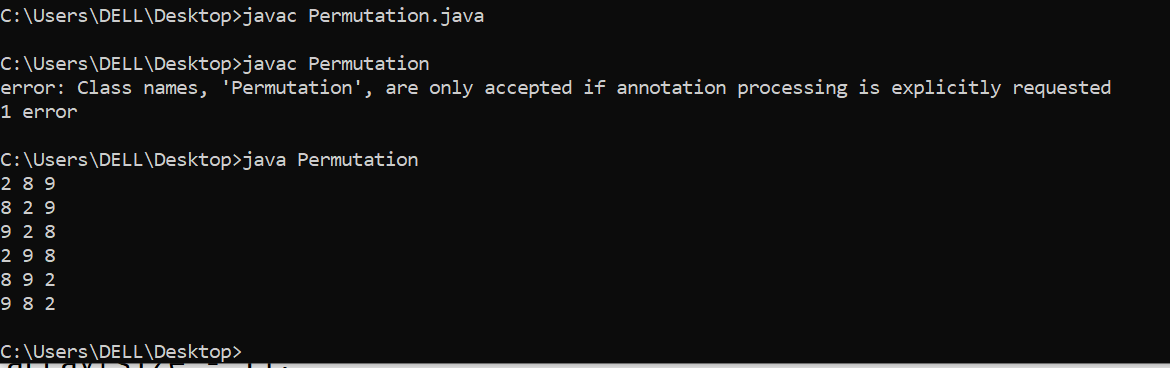 C:\Users\DELL\Desktop>javac Permutation.java
C:\Users\DELL\Desktop>javac Permutation
error: Class names, 'Permutation', are only accepted if annotation processing is explicitly requested
1 error
C:\Users\DELL\Desktop>java Permutation
2 8 9
8 2 9
9 2 8
2 9 8
8 9 2
9 8 2
C:\Users\DELL\Desktop>